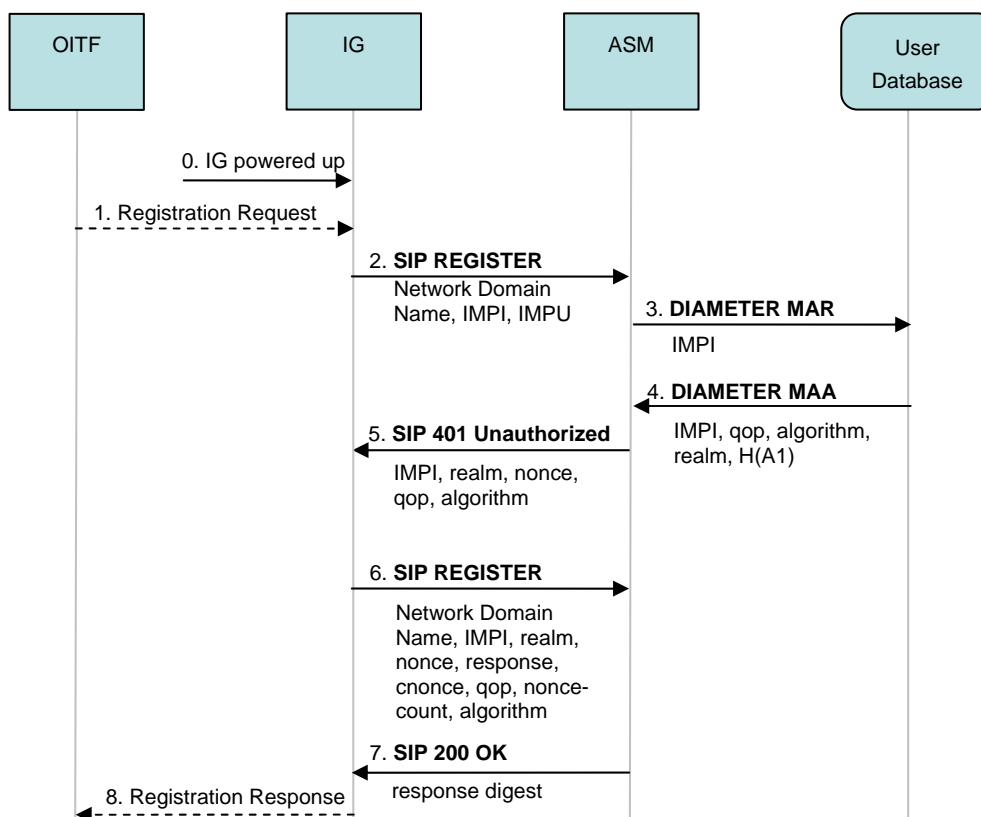 OITF
IG
ASM
User
Database
0. IG powered up
1. Registration Request
2. SIP REGISTER
Network Domain
Name, IMPI, IMPU
3. DIAMETER MAR
IMPI
4. DIAMETER MAA
IMPI, qop, algorithm,
realm, H(A1)
5. SIP 401 Unauthorized
IMPI, realm, nonce,
qop, algorithm
6. SIP REGISTER
Network Domain
Name, IMPI, realm,
nonce, response,
cnonce, qop, nonce-
count, algorithm
7. SIP 200 OK
response digest
8. Registration Response